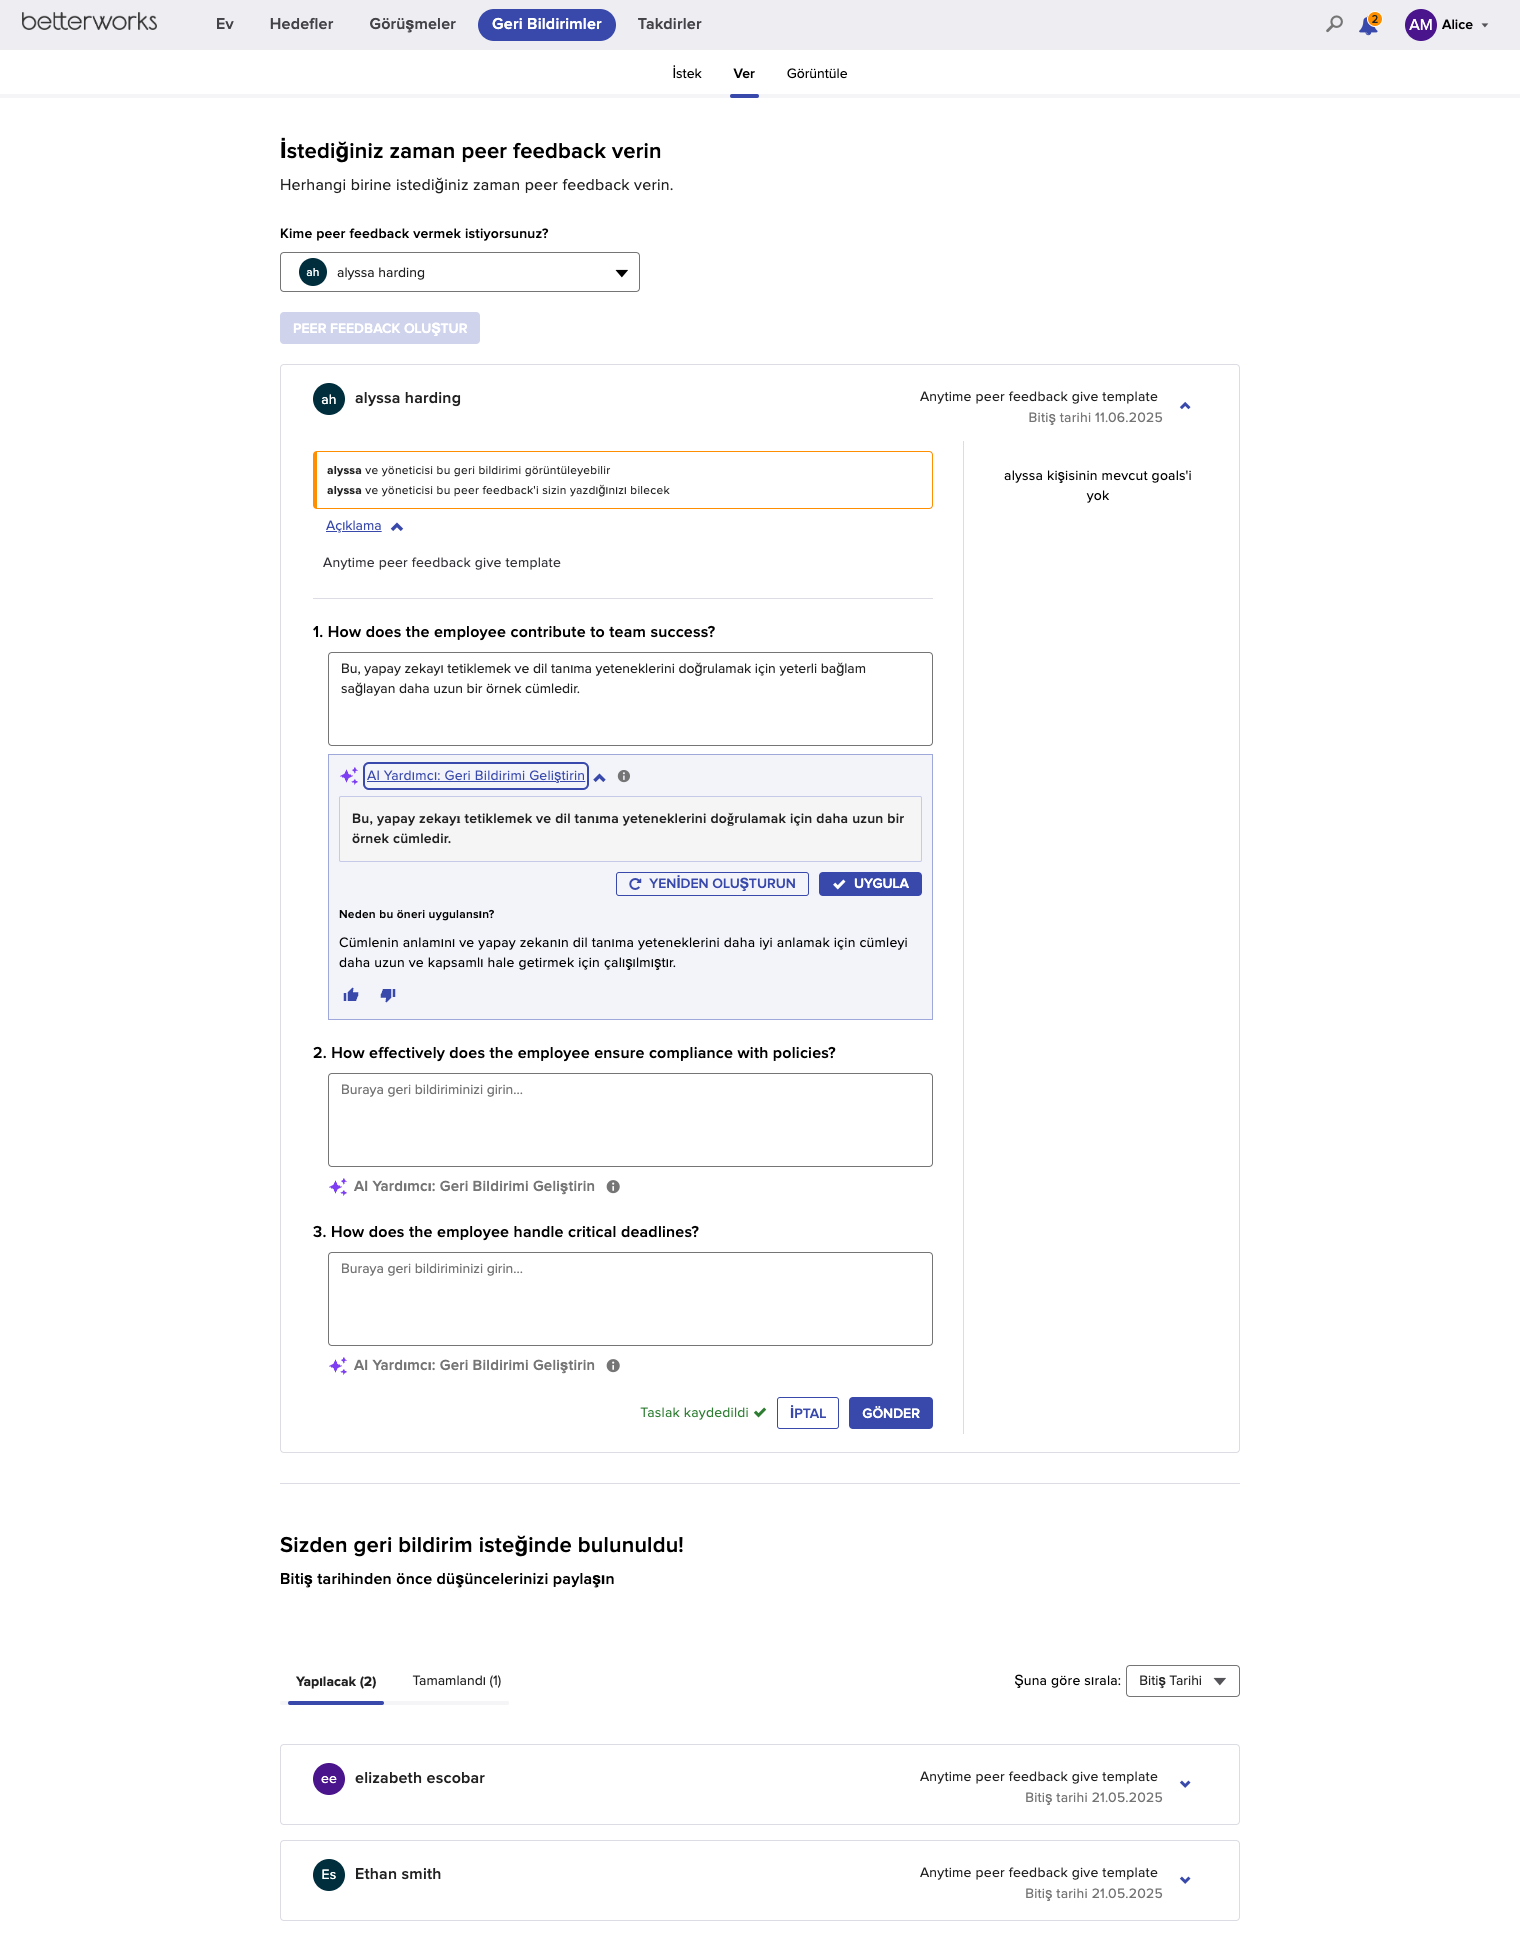 betterworks
Ev
Hedefler
Görüşmeler
Geri Bildirimler
Takdirler
2
AM
Alice
İstek
Ver
Görüntüle
İstediğiniz zaman peer feedback verin
Herhangi birine istediğiniz zaman peer feedback verin.
Kime peer feedback vermek istiyorsunuz?
ah alyssa harding
PEER FEEDBACK OLUŞTUR
ah alyssa harding
Anytime peer feedback give template
Bitiş tarihi 11.06.2025
alyssa ve yöneticisi bu geri bildirimi görüntüleyebilir
alyssa ve yöneticisi bu peer feedback'i sizin yazdığınızı bilecek
Açıklama
Anytime peer feedback give template
alyssa kişisinin mevcut goals'i
yok
1. How does the employee contribute to team success?
Bu, yapay zekayı tetiklemek ve dil tanıma yeteneklerini doğrulamak için yeterli bağlam
sağlayan daha uzun bir örnek cümledir.
AI Yardımcı: Geri Bildirimi Geliştirin
Bu, yapay zekayı tetiklemek ve dil tanıma yeteneklerini doğrulamak için daha uzun bir
örnek cümledir.
YENİDEN OLUŞTURUN
UYGULA
Neden bu öneri uygulansın?
Cümlenin anlamını ve yapay zekanın dil tanıma yeteneklerini daha iyi anlamak için cümleyi
daha uzun ve kapsamlı hale getirmek için çalışılmıştır.
2. How effectively does the employee ensure compliance with policies?
Buraya geri bildiriminizi girin...
AI Yardımcı: Geri Bildirimi Geliştirin
3. How does the employee handle critical deadlines?
Buraya geri bildiriminizi girin...
AI Yardımcı: Geri Bildirimi Geliştirin
Taslak kaydedildi
İPTAL
GÖNDER
Sizden geri bildirim isteğinde bulunuldu!
Bitiş tarihinden önce düşüncelerinizi paylaşın
Yapılacak (2)
Tamamlandı (1)
Şuna göre sırala:
Bitiş Tarihi
ee elizabeth escobar
Anytime peer feedback give template
Bitiş tarihi 21.05.2025
Es Ethan smith
Anytime peer feedback give template
Bitiş tarihi 21.05.2025